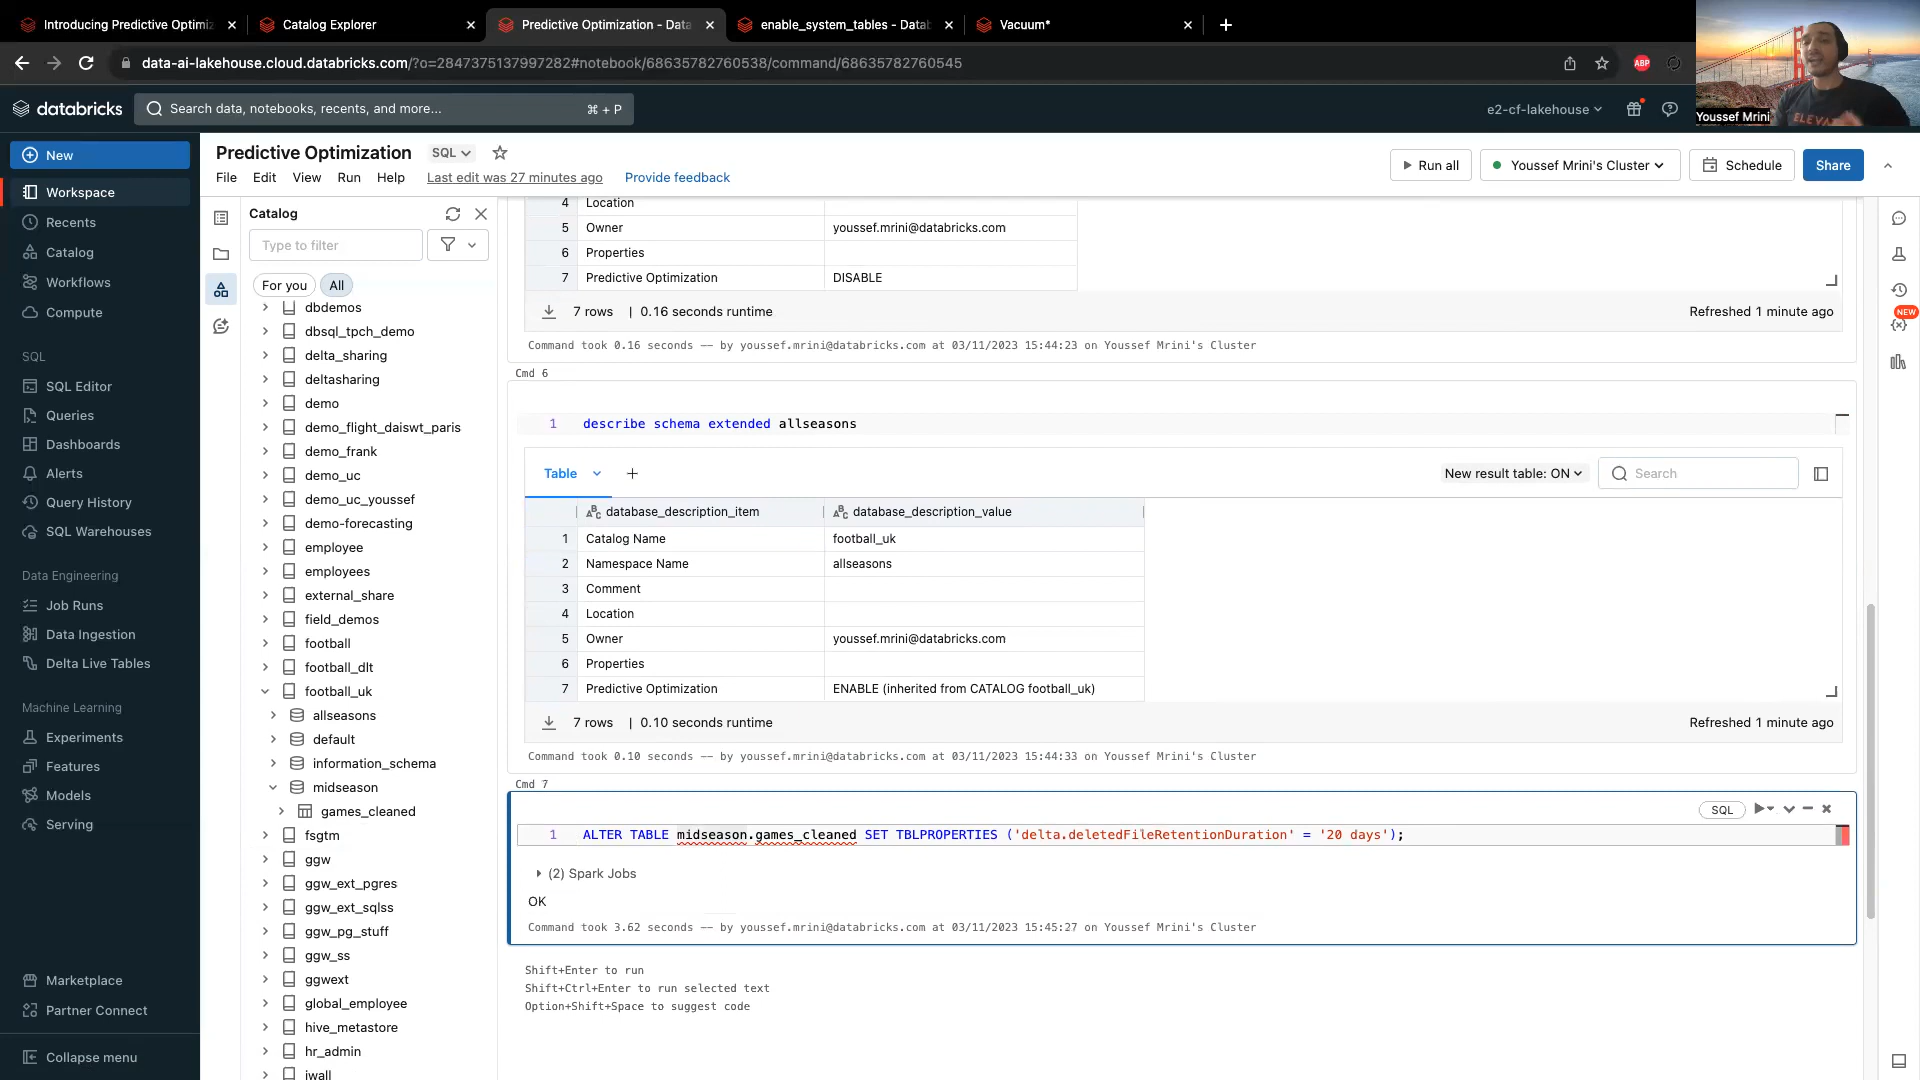 Introducing Predictive Optimiz
Catalog Explorer
Predictive Optimization - Data
enable_system_tables - Datab
Vacuum*
data-ai-lakehouse.cloud.databricks.com/?o=2847375137997282#notebook/68635782760538/command/68635782760545
ABP
Youssef Mrini
databricks
Search data, notebooks, recents, and more...
⌘ + P
e2-cf-lakehouse
New
Workspace
Recents
Catalog
Workflows
Compute
SQL
SQL Editor
Queries
Dashboards
Alerts
Query History
SQL Warehouses
Data Engineering
Job Runs
Data Ingestion
Delta Live Tables
Machine Learning
Experiments
Features
Models
Serving
Marketplace
Partner Connect
Collapse menu
Predictive Optimization
SQL
File Edit View Run Help Last edit was 27 minutes ago Provide feedback
Run all
Youssef Mrini's Cluster
Schedule
Share
Catalog
Type to filter
For you
All
dbdemos
dbsql_tpch_demo
delta_sharing
deltasharing
demo
demo_flight_daiswt_paris
demo_frank
demo_uc
demo_uc_youssef
demo-forecasting
employee
employees
external_share
field_demos
football
football_dlt
football_uk
allseasons
default
information_schema
midseason
games_cleaned
fsgtm
ggw
ggw_ext_pgres
ggw_ext_sqlss
ggw_pg_stuff
ggw_ss
ggwext
global_employee
hive_metastore
hr_admin
iwall
4 Location
5 Owner youssef.mrini@databricks.com
6 Properties
7 Predictive Optimization DISABLE
7 rows | 0.16 seconds runtime
Refreshed 1 minute ago
Command took 0.16 seconds -- by youssef.mrini@databricks.com at 03/11/2023 15:44:23 on Youssef Mrini's Cluster
Cmd 6
1 describe schema extended allseasons
Table
New result table: ON
Search
database_description_item database_description_value
1 Catalog Name football_uk
2 Namespace Name allseasons
3 Comment
4 Location
5 Owner youssef.mrini@databricks.com
6 Properties
7 Predictive Optimization ENABLE (inherited from CATALOG football_uk)
7 rows | 0.10 seconds runtime
Refreshed 1 minute ago
Command took 0.10 seconds -- by youssef.mrini@databricks.com at 03/11/2023 15:44:33 on Youssef Mrini's Cluster
Cmd 7
SQL
1 ALTER TABLE midseason.games_cleaned SET TBLPROPERTIES ('delta.deletedFileRetentionDuration' = '20 days');
(2) Spark Jobs
OK
Command took 3.62 seconds -- by youssef.mrini@databricks.com at 03/11/2023 15:45:27 on Youssef Mrini's Cluster
Shift+Enter to run
Shift+Ctrl+Enter to run selected text
Option+Shift+Space to suggest code
NEW